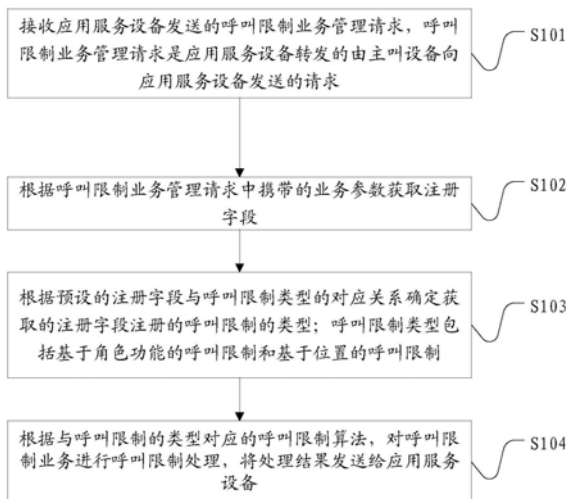 接收应用服务设备发送的呼叫限制业务管理请求，呼叫
限制业务管理请求是应用服务设备转发的由主叫设备向
应用服务设备发送的请求
S101
根据呼叫限制业务管理请求中携带的业务参数获取注册
字段
S102
根据预设的注册字段与呼叫限制类型的对应关系确定获
取的注册字段注册的呼叫限制的类型；呼叫限制类型包
括基于角色功能的呼叫限制和基于位置的呼叫限制
S103
根据与呼叫限制的类型对应的呼叫限制算法，对呼叫限
制业务进行呼叫限制处理，将处理结果发送给应用服务
设备
S104